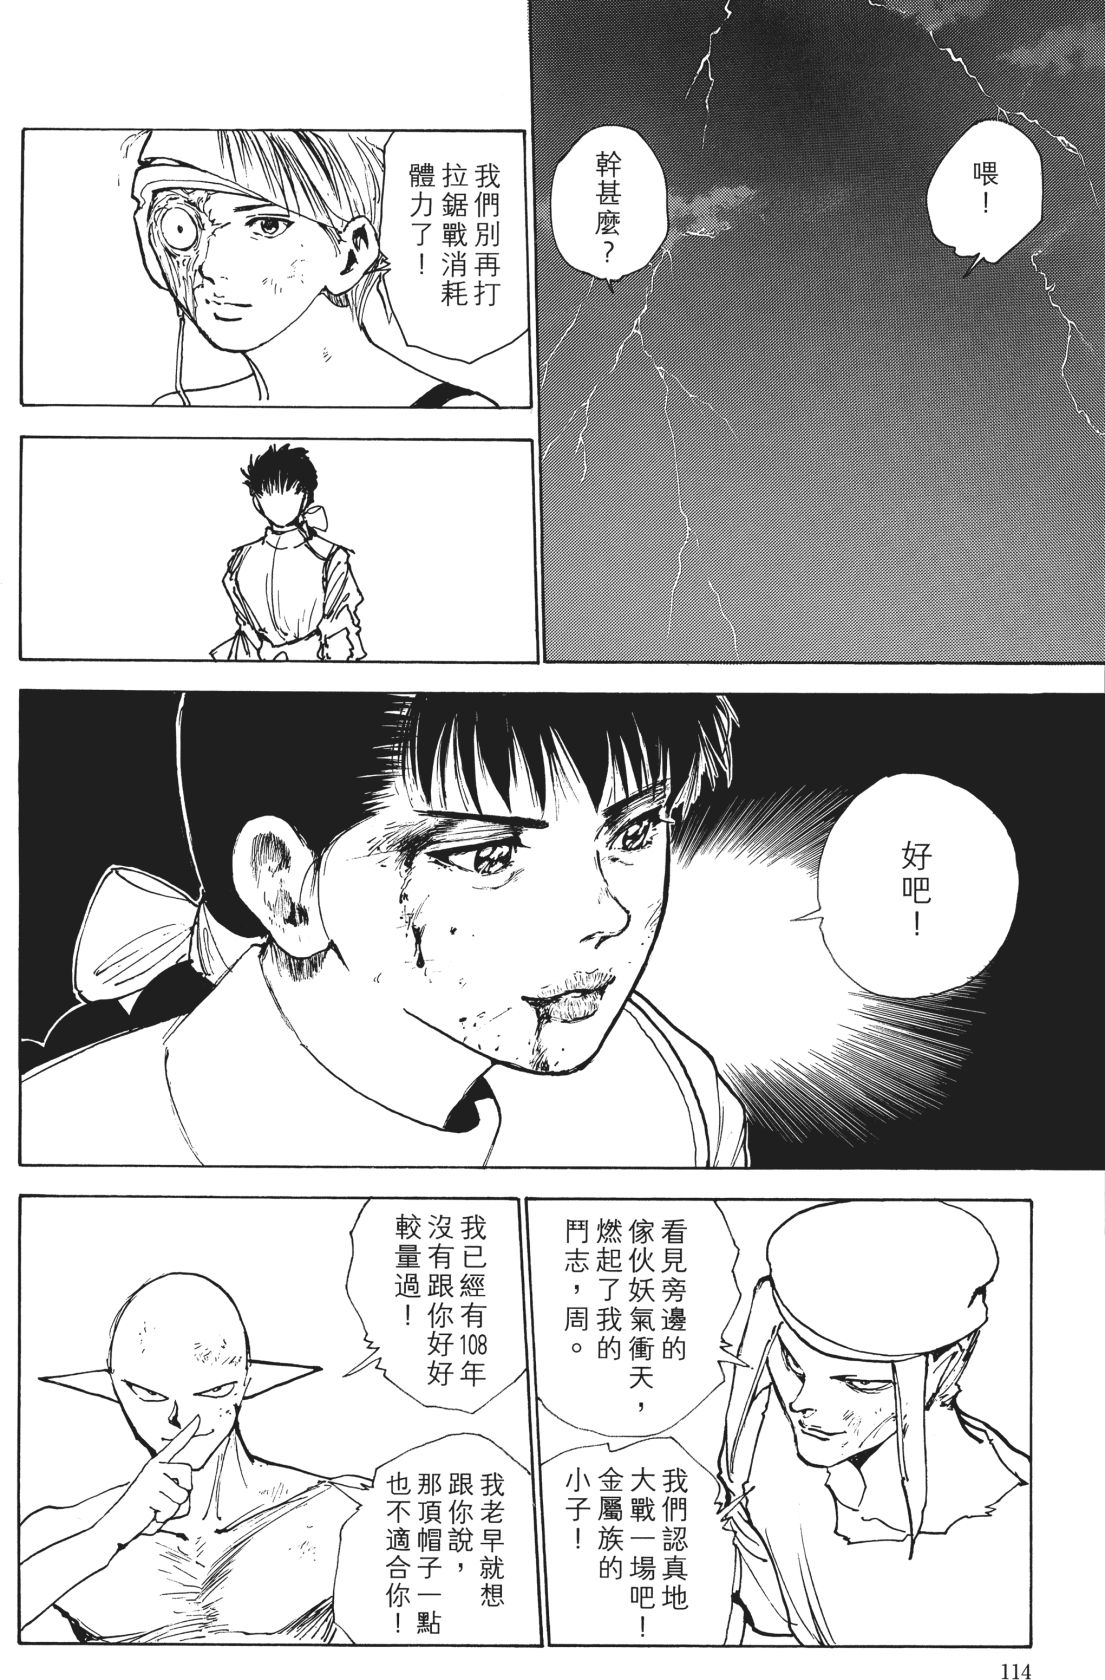 喂！
幹甚麼？
我們別再打
拉鋸戰消耗
體力了！
好吧！
看見旁邊的
傢伙妖氣衝天，
燃起了我的
鬥志，周。
我們認真地
大戰一場吧！
金屬族的
小子！
我已經有108年
沒有跟你好好
較量過！
我老早就想
跟你說，
那頂帽子一點
也不適合你！
114